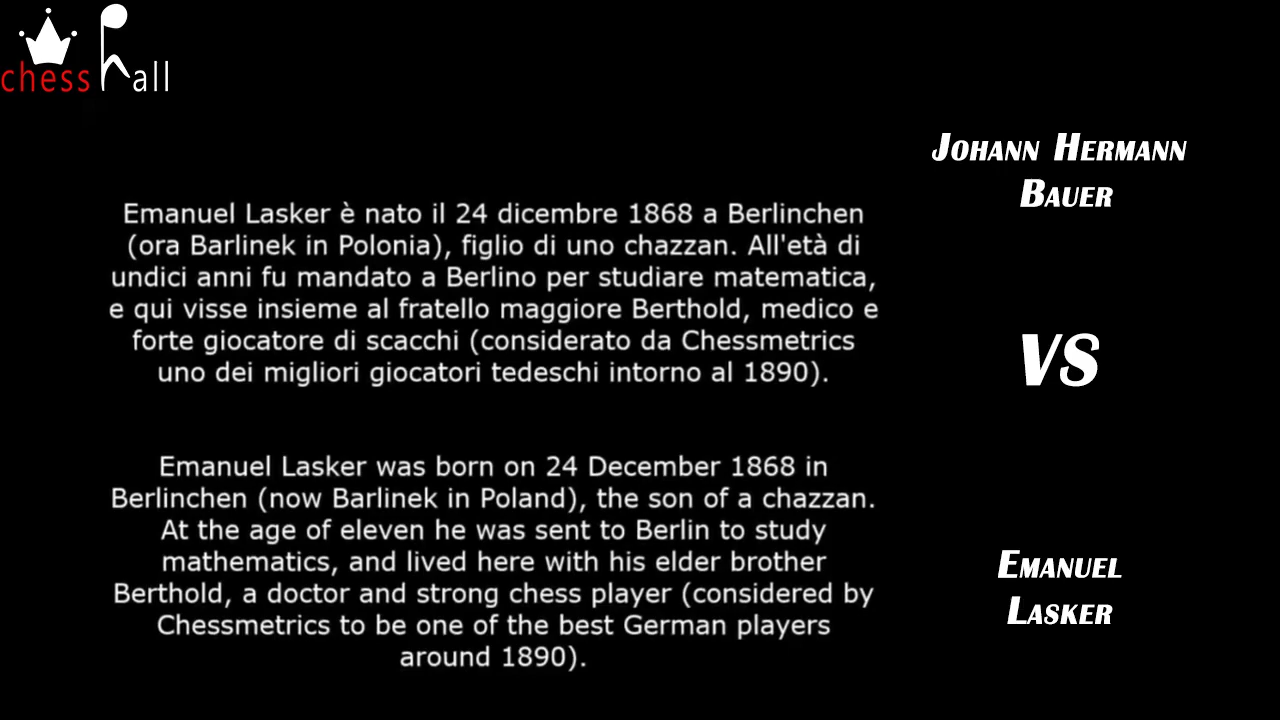 chess hall
Johann Hermann
Bauer
Emanuel Lasker è nato il 24 dicembre 1868 a Berlinchen
(ora Barlinek in Polonia), figlio di uno chazzan. All'età di
undici anni fu mandato a Berlino per studiare matematica,
e qui visse insieme al fratello maggiore Berthold, medico e
forte giocatore di scacchi (considerato da Chessmetrics
uno dei migliori giocatori tedeschi intorno al 1890).
VS
Emanuel Lasker was born on 24 December 1868 in
Berlinchen (now Barlinek in Poland), the son of a chazzan.
At the age of eleven he was sent to Berlin to study
mathematics, and lived here with his elder brother
Berthold, a doctor and strong chess player (considered by
Chessmetrics to be one of the best German players
around 1890).
Emanuel
Lasker